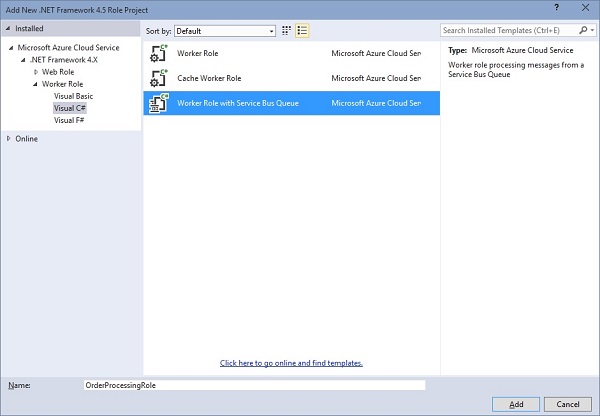 Add New .NET Framework 4.5 Role Project
? X
Installed
Sort by: Default
Search Installed Templates (Ctrl+E)
Microsoft Azure Cloud Service
.NET Framework 4.X
Web Role
Worker Role
Visual Basic
Visual C#
Visual F#
Online
C# Worker Role Microsoft Azure Cloud Ser
C# Cache Worker Role Microsoft Azure Cloud Ser
C# Worker Role with Service Bus Queue Microsoft Azure Cloud Ser
Type: Microsoft Azure Cloud Service
Worker role processing messages from a
Service Bus Queue
Click here to go online and find templates.
Name: OrderProcessingRole
Add Cancel